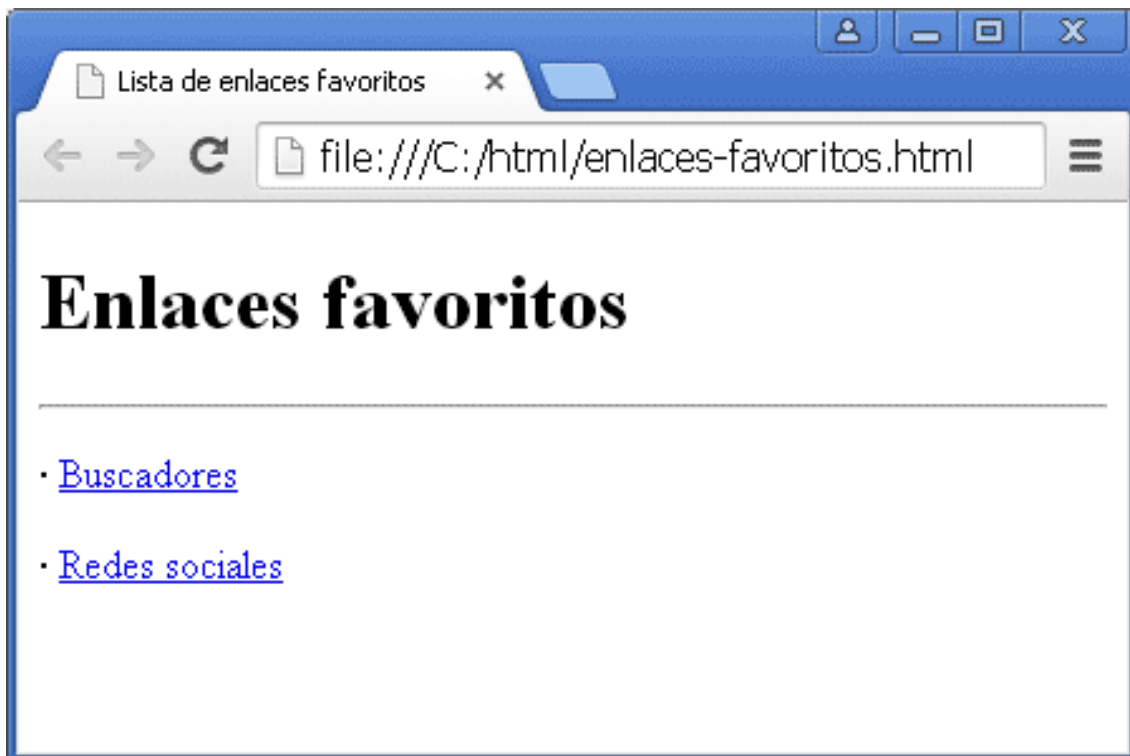 Lista de enlaces favoritos
file:///C:/html/enlaces-favoritos.html
Enlaces favoritos
· Buscadores
· Redes sociales